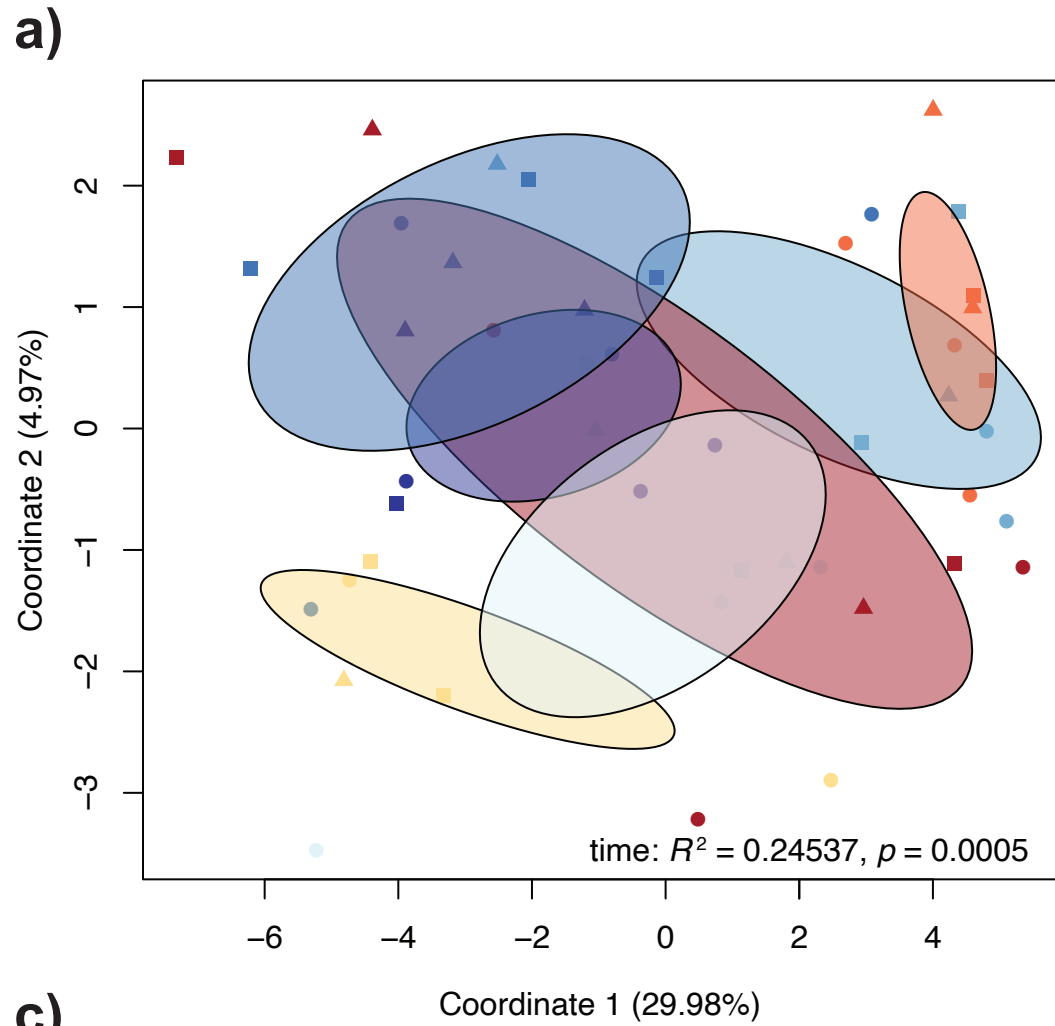 a)
2
1
0
−1
−2
−3
Coordinate 2 (4.97%)
time: R² = 0.24537, p = 0.0005
−6 −4 −2 0 2 4
Coordinate 1 (29.98%)
c)